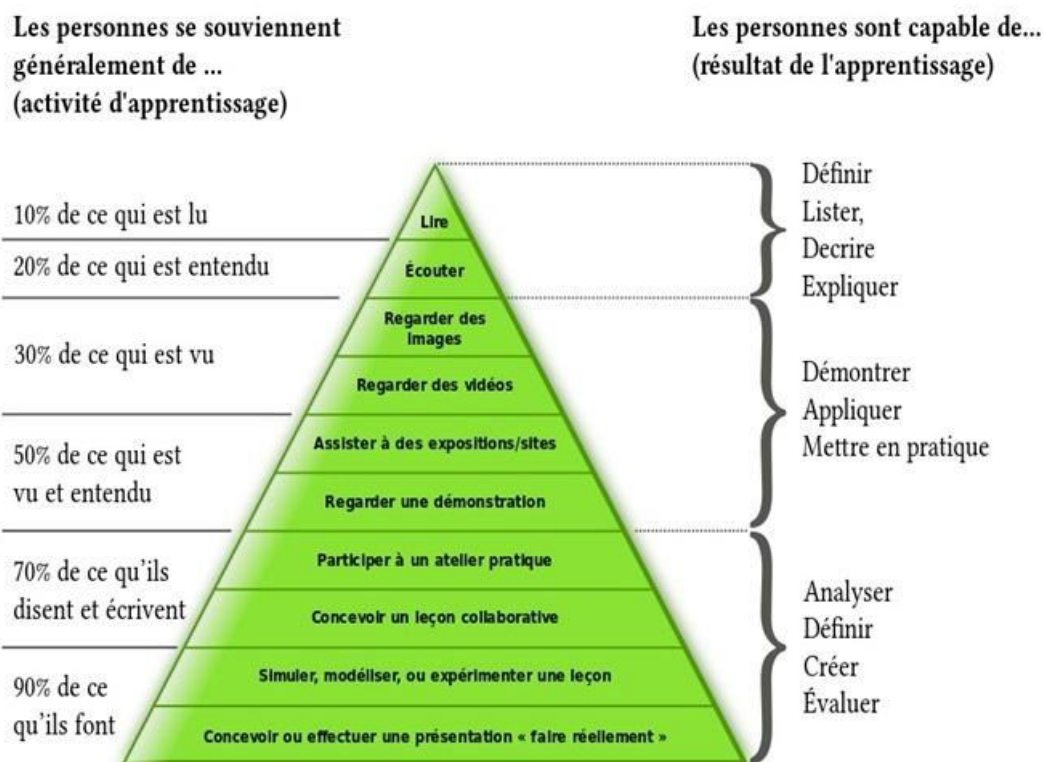 Les personnes se souviennent
généralement de ...
(activité d'apprentissage)
Les personnes sont capable de...
(résultat de l'apprentissage)
10% de ce qui est lu
20% de ce qui est entendu
30% de ce qui est vu
50% de ce qui est
vu et entendu
70% de ce qu'ils
disent et écrivent
90% de ce
qu'ils font
Lire
Écouter
Regarder des
images
Regarder des vidéos
Assister à des expositions/sites
Regarder une démonstration
Participer à un atelier pratique
Concevoir un leçon collaborative
Simuler, modéliser, ou expérimenter une leçon
Concevoir ou effectuer une présentation « faire réellement »
Définir
Lister,
Decrire
Expliquer
Démontrer
Appliquer
Mettre en pratique
Analyser
Définir
Créer
Évaluer